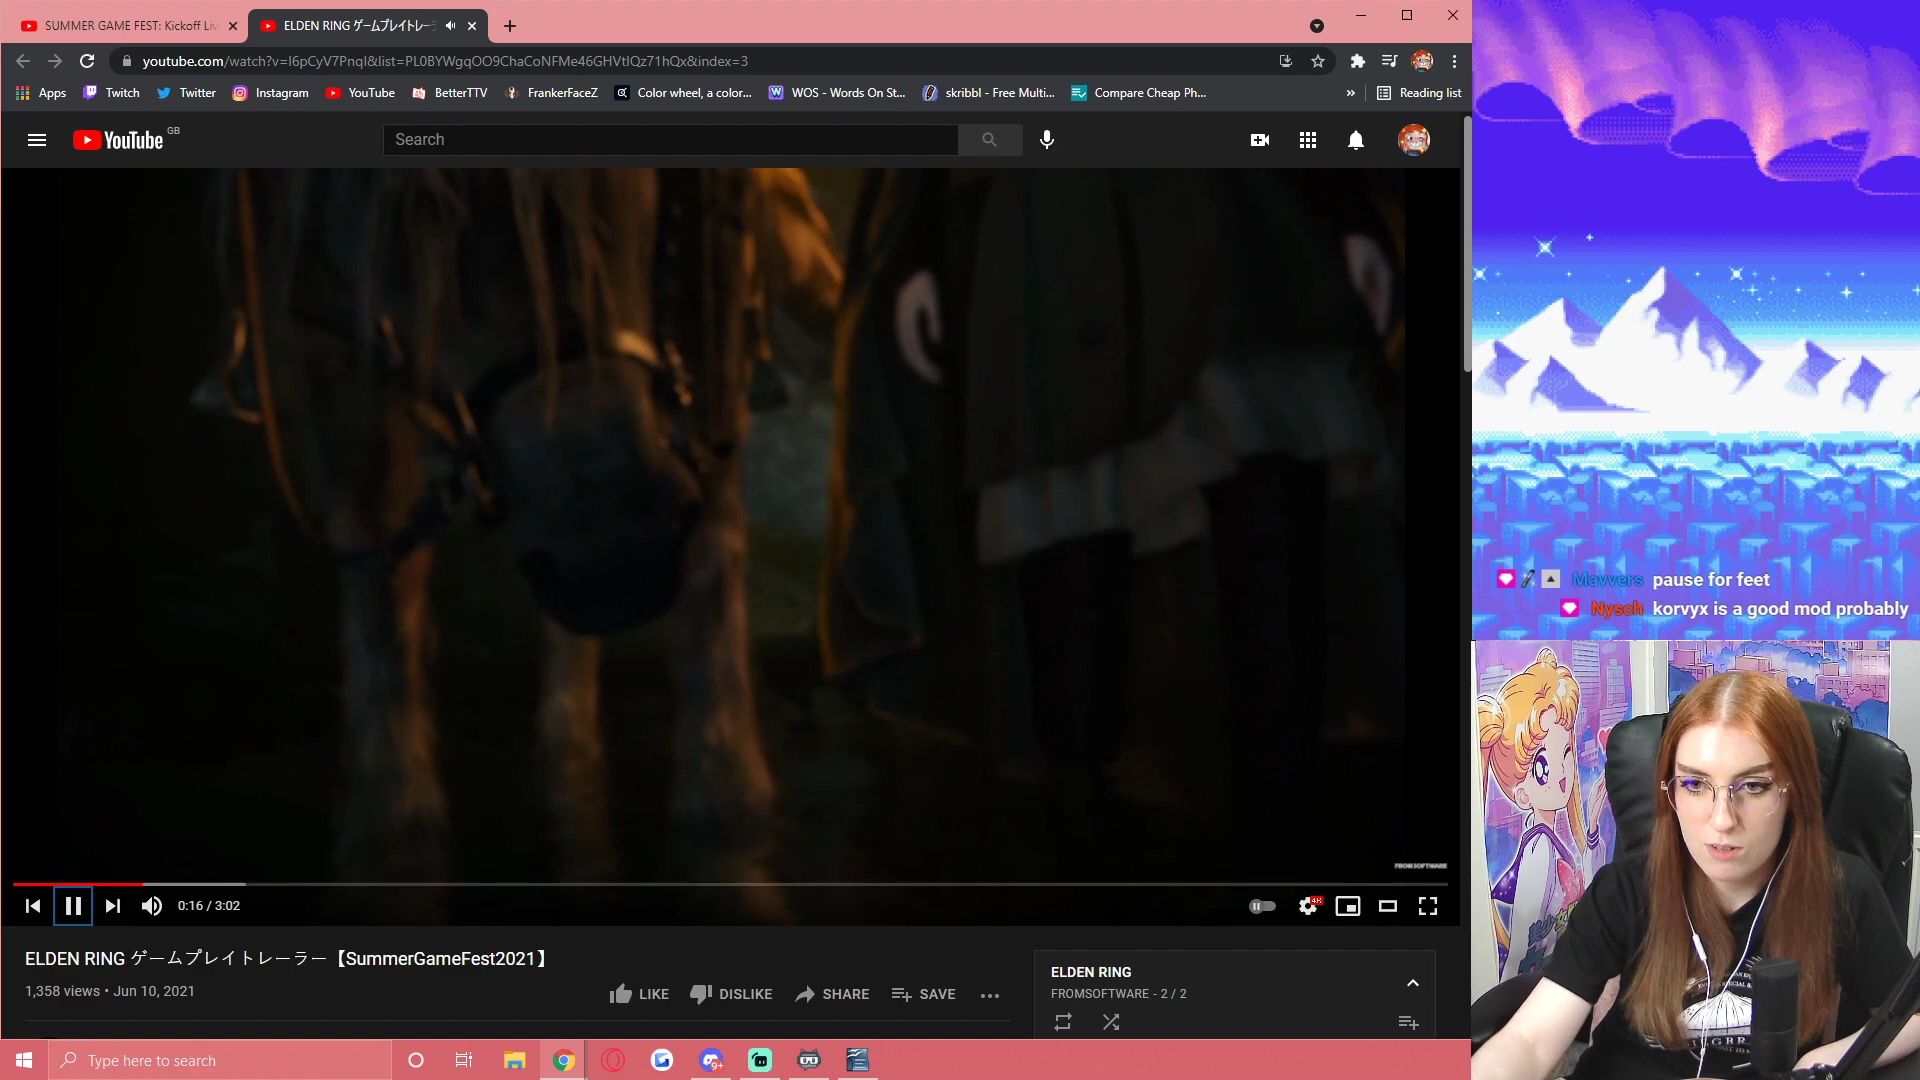 SUMMER GAME FEST: Kickoff Liv
ELDEN RING ゲームプレイトレーラ
youtube.com/watch?v=I6pCyV7PnqI&list=PL0BYWgqOO9ChaCoNFMe46GHVtIQz71hQx&index=3
Apps Twitch Twitter Instagram YouTube BetterTTV FrankerFaceZ Color wheel, a color... WOS - Words On St... skribbl - Free Multi... Compare Cheap Ph... » Reading list
YouTube GB
Search
Mavvers pause for feet
Nysch korvyx is a good mod probably
FROMSOFTWARE
0:16 / 3:02
4K
ELDEN RING ゲームプレイトレーラー【SummerGameFest2021】
1,358 views • Jun 10, 2021
LIKE DISLIKE SHARE SAVE
ELDEN RING
FROMSOFTWARE - 2 / 2
Type here to search
9+